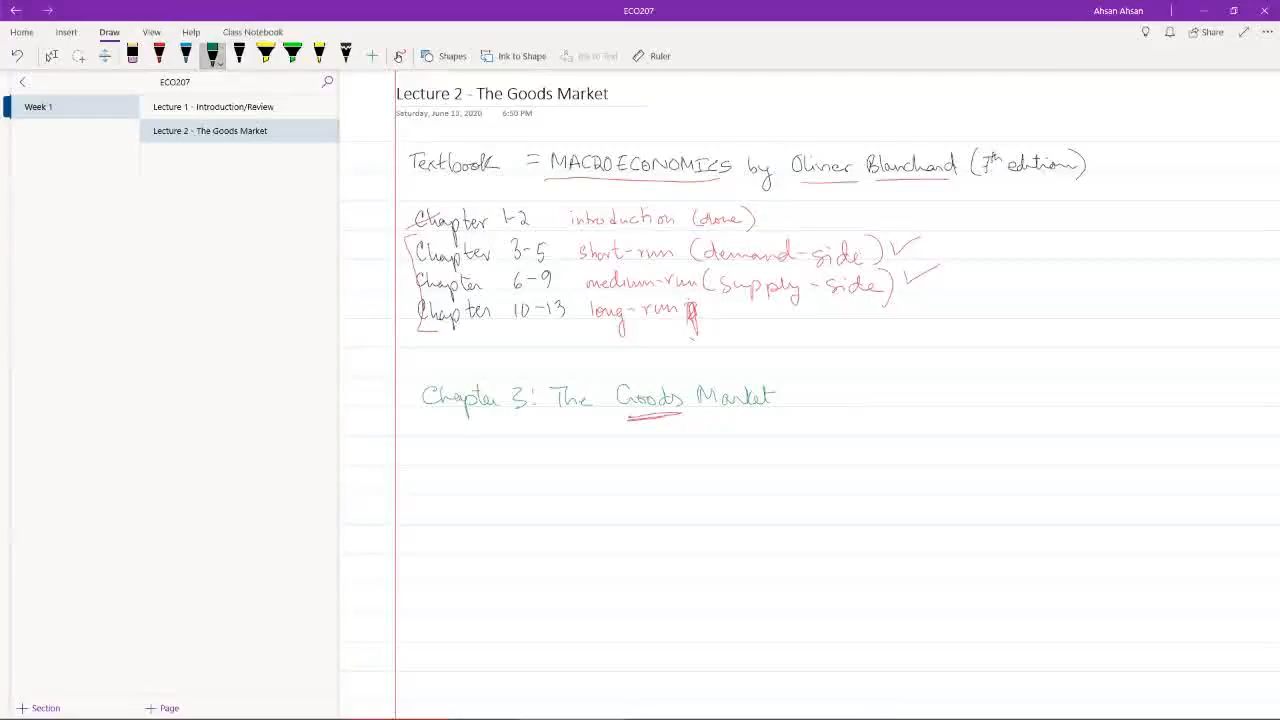 ECO207
Ahsan Ahsan
Home Insert Draw View Help Class Notebook
Share
Shapes Ink to Shape Ink to Text Ruler
ECO207
Week 1
Lecture 1 - Introduction/Review
Lecture 2 - The Goods Market
Lecture 2 - The Goods Market
Saturday, June 13, 2020 6:50 PM
Textbook = MACROECONOMICS by Oliver Blanchard (7th edition)
Chapter 1-2 introduction (done)
Chapter 3-5 short-run (demand-side)
Chapter 6-9 medium-run (supply-side)
Chapter 10-13 long-run
Chapter 3: The Goods Market
Section
Page